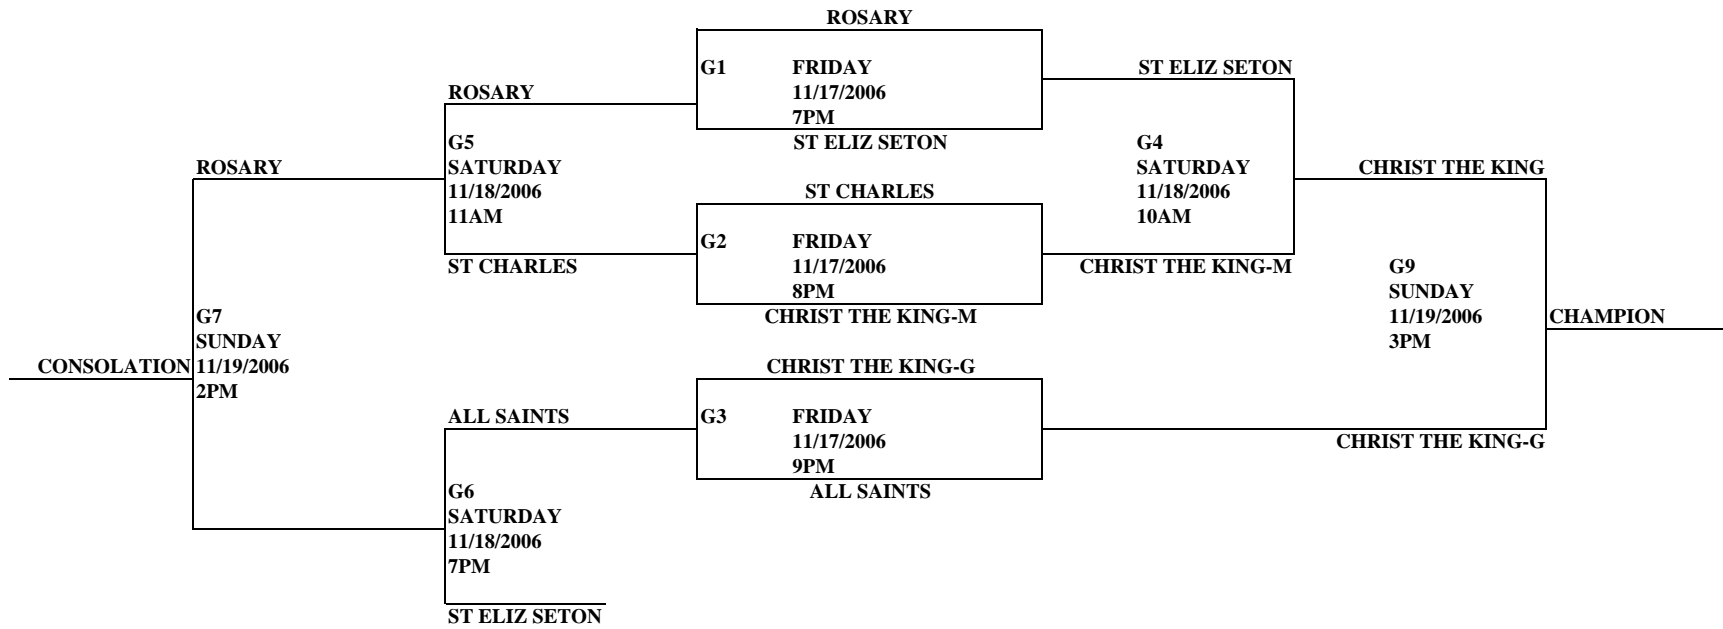 ROSARY
G1 FRIDAY
11/17/2006
7PM
ST ELIZ SETON
ST ELIZ SETON
ROSARY
G5
SATURDAY
11/18/2006
11AM
G4
SATURDAY
11/18/2006
10AM
ROSARY
CHRIST THE KING
ST CHARLES
G2 FRIDAY
11/17/2006
8PM
CHRIST THE KING-M
ST CHARLES
CHRIST THE KING-M
G9
SUNDAY
11/19/2006
3PM
G7
SUNDAY
11/19/2006
2PM
CHAMPION
CONSOLATION
CHRIST THE KING-G
G3 FRIDAY
11/17/2006
9PM
ALL SAINTS
ALL SAINTS
CHRIST THE KING-G
G6
SATURDAY
11/18/2006
7PM
ST ELIZ SETON